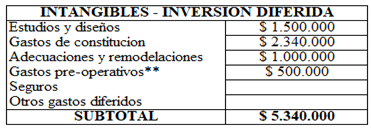 INTANGIBLES - INVERSION DIFERIDA
Estudios y diseños $ 1.500.000
Gastos de constitucion $ 2.340.000
Adecuaciones y remodelaciones $ 1.000.000
Gastos pre-operativos** $ 500.000
Seguros
Otros gastos diferidos
SUBTOTAL $ 5.340.000